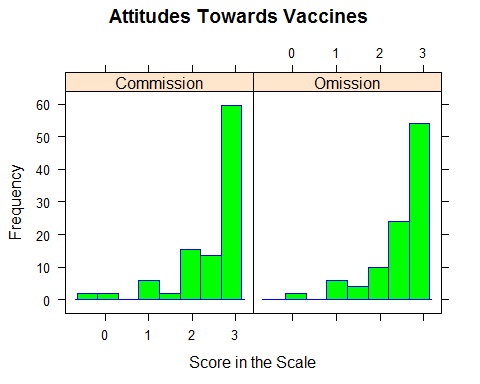 Attitudes Towards Vaccines
0 1 2 3
Commission Omission
60
50
40
30
20
10
0
Frequency
0 1 2 3
Score in the Scale